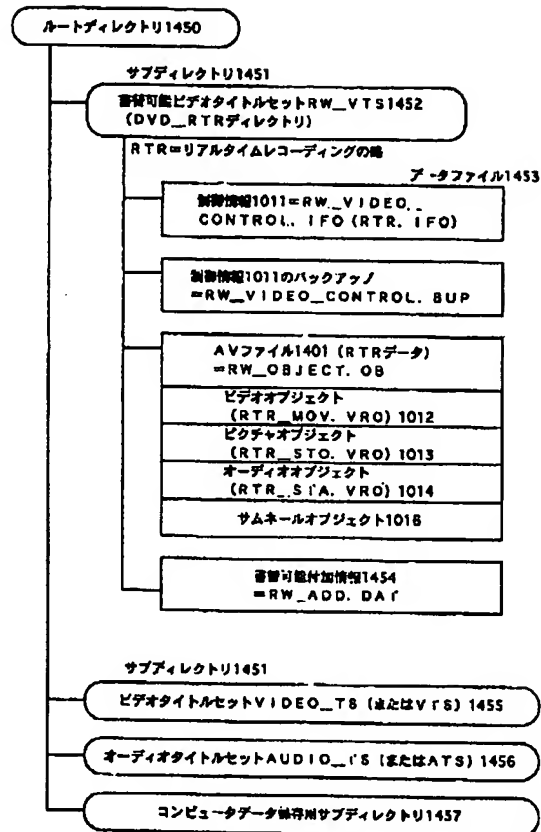 ルートディレクトリ1450
サブディレクトリ1451
書替可能ビデオタイトルセットRW__VTS1452
(DVD__RTRディレクトリ)
RTR=リアルタイムレコーディングの略
データファイル1453
制御情報1011=RW__VIDEO__
CONTROL. IFO (RTR. IFO)
制御情報1011のバックアップ
=RW__VIDEO__CONTROL. BUP
AVファイル1401 (RTRデータ)
=RW__OBJECT. OB
ビデオオブジェクト
(RTR__MOV. VRO) 1012
ピクチャオブジェクト
(RTR__STO. VRO) 1013
オーディオオブジェクト
(RTR__STA. VRO) 1014
サムネールオブジェクト1016
書替可能付加情報1454
=RW__ADD. DAT
サブディレクトリ1451
ビデオタイトルセットVIDEO__TS (またはVTS) 1455
オーディオタイトルセットAUDIO__TS (またはATS) 1456
コンピュータデータ保存用サブディレクトリ1457